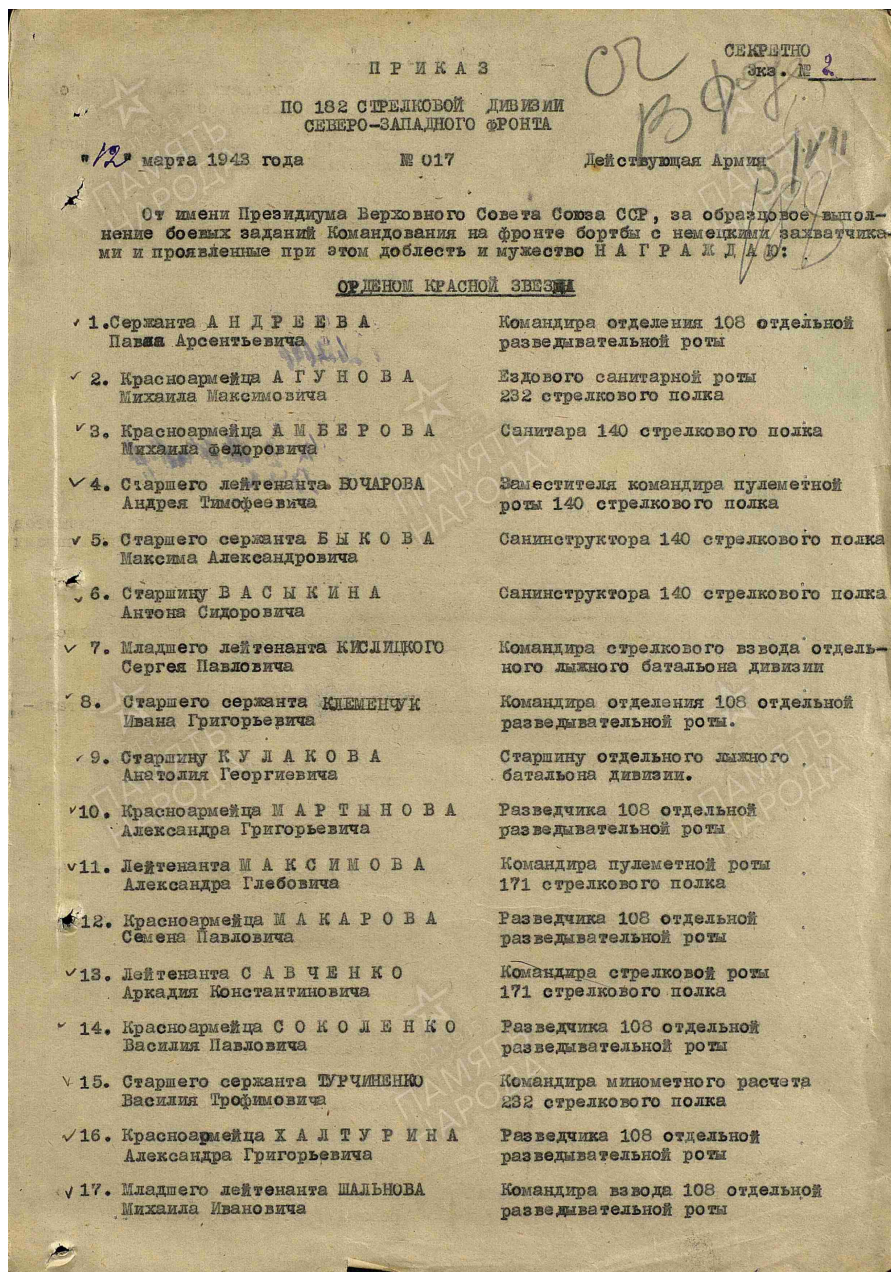 СЕКРЕТНО
Экз. № 2
П Р И К А З
ПО 182 СТРЕЛКОВОЙ ДИВИЗИИ
СЕВЕРО-ЗАПАДНОГО ФРОНТА
"12" марта 1943 года № 017 Действующая Армия
От имени Президиума Верховного Совета Союза ССР, за образцовое выпол-
нение боевых заданий Командования на фронте бортбы с немецкими захватчика-
ми и проявленные при этом доблесть и мужество Н А Г Р А Ж Д А Ю:
ОРДЕНОМ КРАСНОЙ ЗВЕЗДЫ
1. Сержанта А Н Д Р Е Е В А Командира отделения 108 отдельной
Павла Арсентьевича разведывательной роты
2. Красноармейца А Г У Н О В А Ездового санитарной роты
Михаила Максимовича 232 стрелкового полка
3. Красноармейца А М Б Е Р О В А Санитара 140 стрелкового полка
Михаила Федоровича
4. Старшего лейтенанта БОЧАРОВА Заместителя командира пулеметной
Андрея Тимофеевича роты 140 стрелкового полка
5. Старшего сержанта Б Ы К О В А Санинструктора 140 стрелкового полка
Максима Александровича
6. Старшину В А С Ы К И Н А Санинструктора 140 стрелкового полка
Антона Сидоровича
7. Младшего лейтенанта КИСЛИЦКОГО Командира стрелкового взвода отдель-
Сергея Павловича ного лыжного батальона дивизии
8. Старшего сержанта КЛЕМЕНЧУК Командира отделения 108 отдельной
Ивана Григорьевича разведывательной роты.
9. Старшину К У Л А К О В А Старшину отдельного лыжного
Анатолия Георгиевича батальона дивизии.
10. Красноармейца М А Р Т Ы Н О В А Разведчика 108 отдельной
Александра Григорьевича разведывательной роты
11. Лейтенанта М А К С И М О В А Командира пулеметной роты
Александра Глебовича 171 стрелкового полка
12. Красноармейца М А К А Р О В А Разведчика 108 отдельной
Семена Павловича разведывательной роты
13. Лейтенанта С А В Ч Е Н К О Командира стрелковой роты
Аркадия Константиновича 171 стрелкового полка
14. Красноармейца С О К О Л Е Н К О Разведчика 108 отдельной
Василия Павловича разведывательной роты
15. Старшего сержанта ТУРЧИНЕНКО Командира минометного расчета
Василия Трофимовича 232 стрелкового полка
16. Красноармейца Х А Л Т У Р И Н А Разведчика 108 отдельной
Александра Григорьевича разведывательной роты
17. Младшего лейтенанта ШАЛЬНОВА Командира взвода 108 отдельной
Михаила Ивановича разведывательной роты